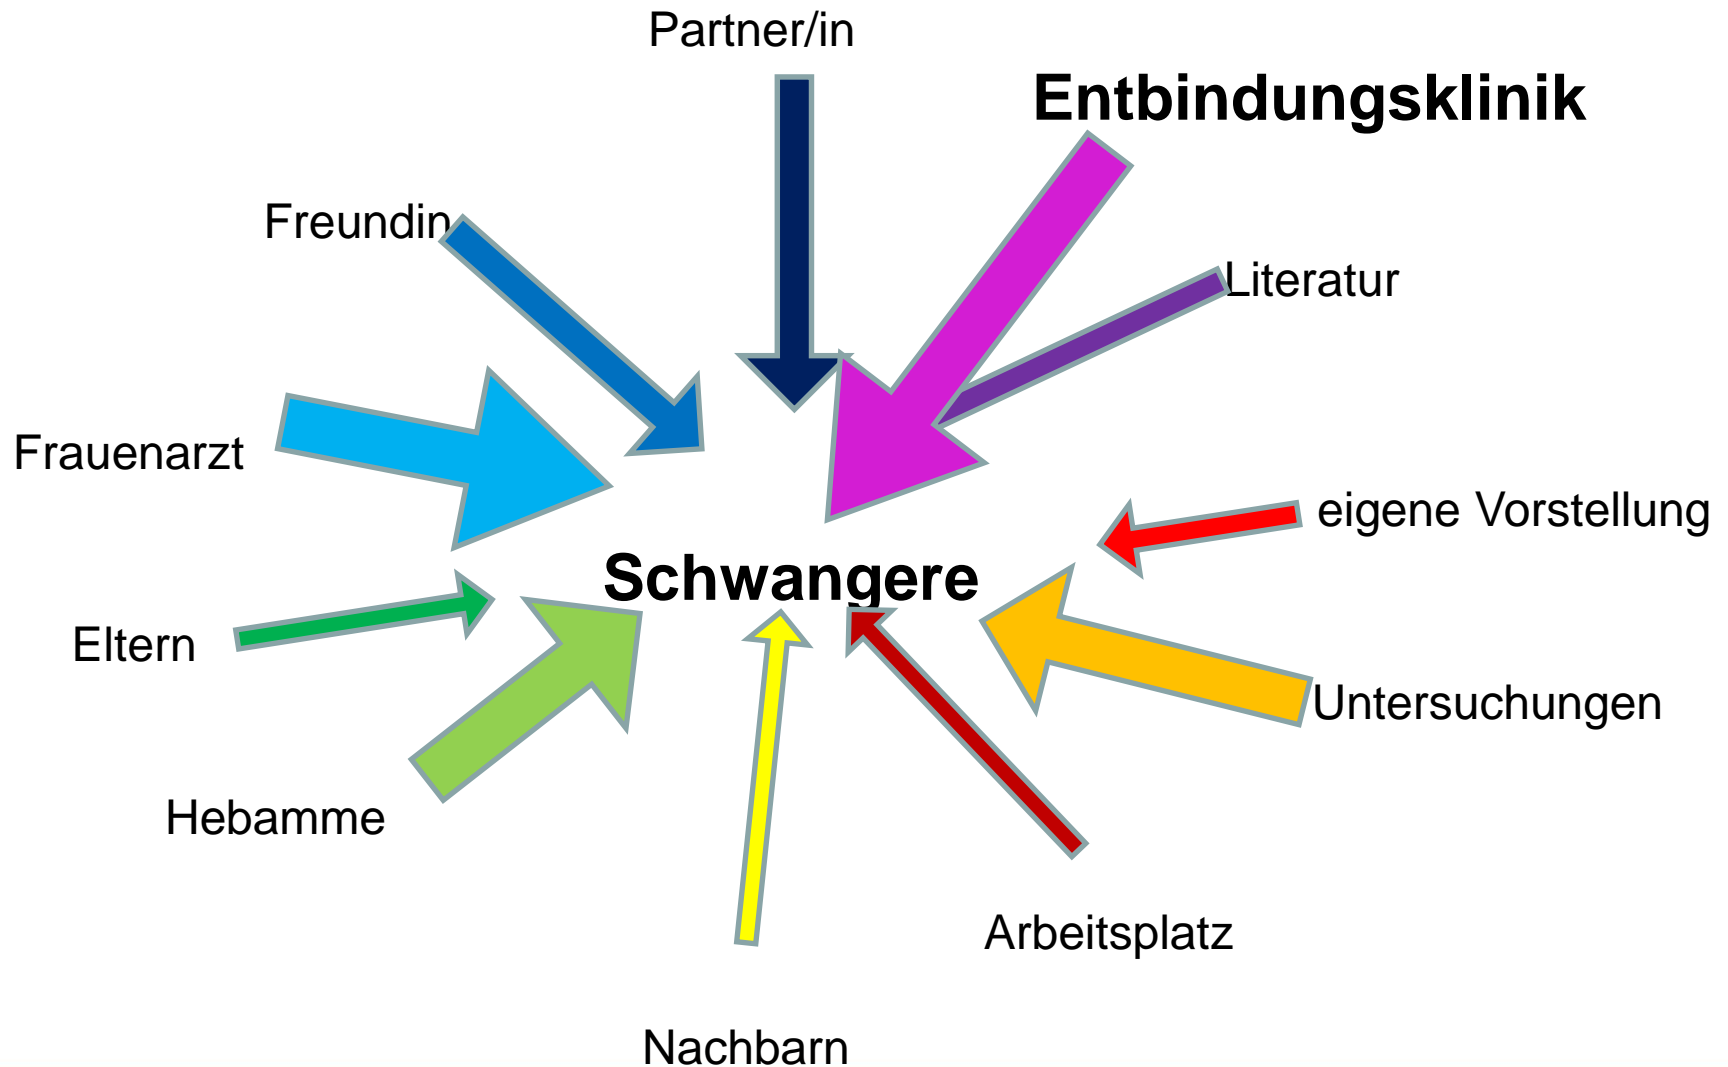 Partner/in
Entbindungsklinik
Freundin
Literatur
Frauenarzt
eigene Vorstellung
Schwangere
Eltern
Untersuchungen
Hebamme
Arbeitsplatz
Nachbarn